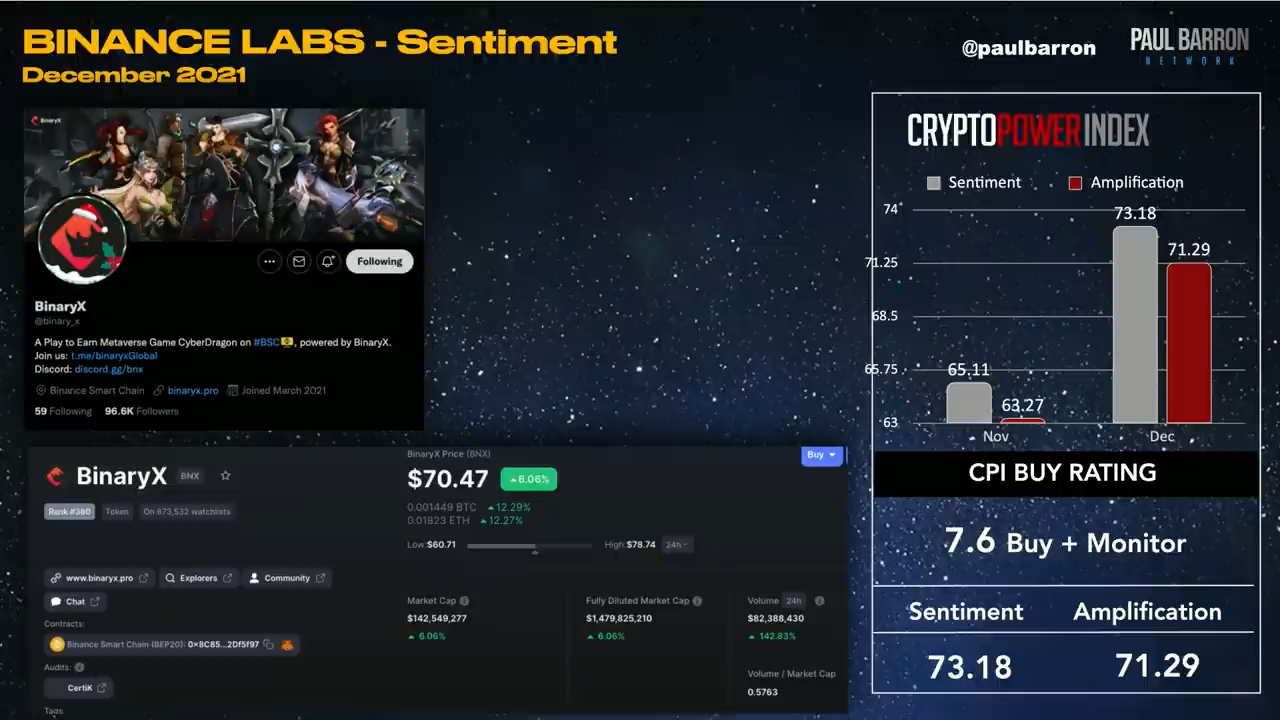 BINANCE LABS - Sentiment
December 2021
@paulbarron
PAUL BARRON
NETWORK
BinaryX
Following
BinaryX
@binary_x
A Play to Earn Metaverse Game CyberDragon on #BSC, powered by BinaryX.
Join us: t.me/binaryxGlobal
Discord: discord.gg/bnx
Binance Smart Chain binaryx.pro Joined March 2021
59 Following 96.6K Followers
BinaryX BNX
Rank #380 Token On 873,532 watchlists
www.binaryx.pro Explorers Community
Chat
Contracts:
Binance Smart Chain (BEP20): 0x8C85...2Df5f97
Audits:
CertiK
Tags:
BinaryX Price (BNX)
$70.47 6.06%
Buy
0.001449 BTC 12.29%
0.01823 ETH 12.27%
Low:$60.71 High:$78.74 24h
Market Cap
$142,549,277
6.06%
Fully Diluted Market Cap
$1,479,825,210
6.06%
Volume 24h
$82,388,430
142.83%
Volume / Market Cap
0.5763
CRYPTOPOWERINDEX
Sentiment Amplification
74
71.25
68.5
65.75
63
65.11
63.27
73.18
71.29
Nov Dec
CPI BUY RATING
7.6 Buy + Monitor
Sentiment Amplification
73.18 71.29